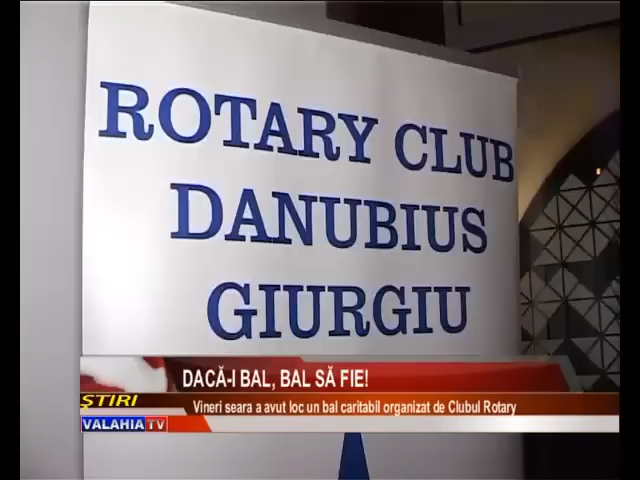 ROTARY CLUB
DANUBIUS
GIURGIU
DACĂ-I BAL, BAL SĂ FIE!
ŞTIRI
Vineri seara a avut loc un bal caritabil organizat de Clubul Rotary
VALAHIA TV